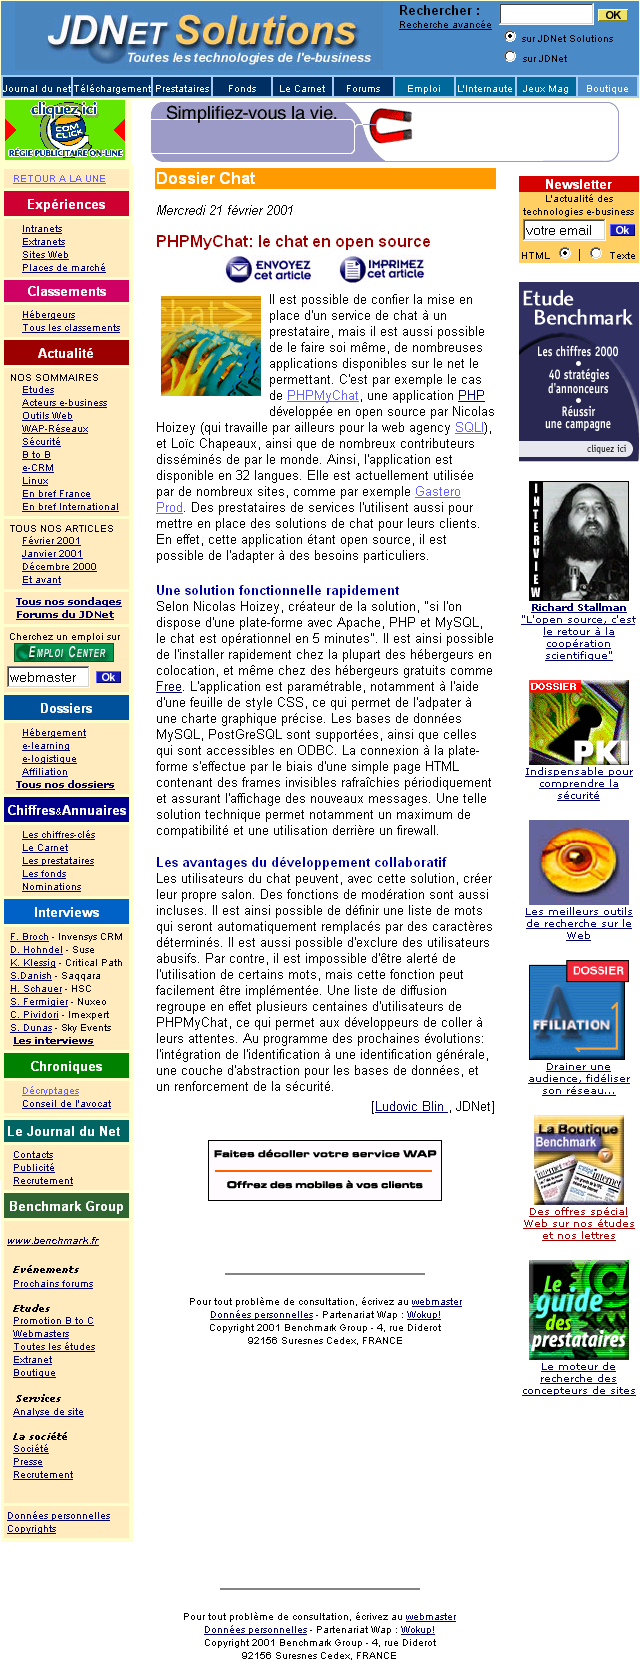 JDNet Solutions
Toutes les technologies de l'e-business
Rechercher :
OK
Recherche avancée
sur JDNet Solutions
sur JDNet
Journal du net
Téléchargement
Prestataires
Fonds
Le Carnet
Forums
Emploi
L'Internaute
Jeux Mag
Boutique
cliquez ici
COM CLICK
RÉGIE PUBLICITAIRE ON-LINE
Simplifiez-vous la vie.
RETOUR A LA UNE
Expériences
Intranets
Extranets
Sites Web
Places de marché
Classements
Hébergeurs
Tous les classements
Actualité
NOS SOMMAIRES
Etudes
Acteurs e-business
Outils Web
WAP-Réseaux
Sécurité
B to B
e-CRM
Linux
En bref France
En bref International
TOUS NOS ARTICLES
Février 2001
Janvier 2001
Décembre 2000
Et avant
Tous nos sondages
Forums du JDNet
Cherchez un emploi sur
EMPLOI CENTER
webmaster
Ok
Dossiers
Hébergement
e-learning
e-logistique
Affiliation
Tous nos dossiers
Chiffres&Annuaires
Les chiffres-clés
Le Carnet
Les prestataires
Les fonds
Nominations
Interviews
F. Broch - Invensys CRM
D. Hohndel - Suse
K. Klessig - Critical Path
S.Danish - Saqqara
H. Schauer - HSC
S. Fermigier - Nuxeo
C. Pividori - Imexpert
S. Dunas - Sky Events
Les interviews
Chroniques
Décryptages
Conseil de l'avocat
Le Journal du Net
Contacts
Publicité
Recrutement
Benchmark Group
www.benchmark.fr
Evénements
Prochains forums
Etudes
Promotion B to C
Webmasters
Toutes les études
Extranet
Boutique
Services
Analyse de site
La société
Société
Presse
Recrutement
Données personnelles
Copyrights
Dossier Chat
Mercredi 21 février 2001
PHPMyChat: le chat en open source
ENVOYEZ cet article
IMPRIMEZ cet article
chat>
Il est possible de confier la mise en
place d'un service de chat à un
prestataire, mais il est aussi possible
de le faire soi même, de nombreuses
applications disponibles sur le net le
permettant. C'est par exemple le cas
de PHPMyChat, une application PHP
développée en open source par Nicolas
Hoizey (qui travaille par ailleurs pour la web agency SQLI),
et Loïc Chapeaux, ainsi que de nombreux contributeurs
disséminés de par le monde. Ainsi, l'application est
disponible en 32 langues. Elle est actuellement utilisée
par de nombreux sites, comme par exemple Gastero
Prod. Des prestataires de services l'utilisent aussi pour
mettre en place des solutions de chat pour leurs clients.
En effet, cette application étant open source, il est
possible de l'adapter à des besoins particuliers.
Une solution fonctionnelle rapidement
Selon Nicolas Hoizey, créateur de la solution, "si l'on
dispose d'une plate-forme avec Apache, PHP et MySQL,
le chat est opérationnel en 5 minutes". Il est ainsi possible
de l'installer rapidement chez la plupart des hébergeurs en
colocation, et même chez des hébergeurs gratuits comme
Free. L'application est paramétrable, notamment à l'aide
d'une feuille de style CSS, ce qui permet de l'adpater à
une charte graphique précise. Les bases de données
MySQL, PostGreSQL sont supportées, ainsi que celles
qui sont accessibles en ODBC. La connexion à la plate-
forme s'effectue par le biais d'une simple page HTML
contenant des frames invisibles rafraîchies périodiquement
et assurant l'affichage des nouveaux messages. Une telle
solution technique permet notamment un maximum de
compatibilité et une utilisation derrière un firewall.
Les avantages du développement collaboratif
Les utilisateurs du chat peuvent, avec cette solution, créer
leur propre salon. Des fonctions de modération sont aussi
incluses. Il est ainsi possible de définir une liste de mots
qui seront automatiquement remplacés par des caractères
déterminés. Il est aussi possible d'exclure des utilisateurs
abusifs. Par contre, il est impossible d'être alerté de
l'utilisation de certains mots, mais cette fonction peut
facilement être implémentée. Une liste de diffusion
regroupe en effet plusieurs centaines d'utilisateurs de
PHPMyChat, ce qui permet aux développeurs de coller à
leurs attentes. Au programme des prochaines évolutions:
l'intégration de l'identification à une identification générale,
une couche d'abstraction pour les bases de données, et
un renforcement de la sécurité.
[Ludovic Blin , JDNet]
Faites décoller votre service WAP
Offrez des mobiles à vos clients
Pour tout problème de consultation, écrivez au webmaster
Données personnelles - Partenariat Wap : Wokup!
Copyright 2001 Benchmark Group - 4, rue Diderot
92156 Suresnes Cedex, FRANCE
Newsletter
L'actualité des
technologies e-business
votre email
Ok
HTML | Texte
Etude
Benchmark
Les chiffres 2000
40 stratégies
d'annonceurs
Réussir
une campagne
cliquez ici
INTERVIEW
Richard Stallman
"L'open source, c'est
le retour à la
coopération
scientifique"
DOSSIER
PKI
Indispensable pour
comprendre la
sécurité
Les meilleurs outils
de recherche sur le
Web
DOSSIER
AFFILIATION
Drainer une
audience, fidéliser
son réseau...
La Boutique
Benchmark
Des offres spécial
Web sur nos études
et nos lettres
Le guide
des
prestataires
Le moteur de
recherche des
concepteurs de sites
Pour tout problème de consultation, écrivez au webmaster
Données personnelles - Partenariat Wap : Wokup!
Copyright 2001 Benchmark Group - 4, rue Diderot
92156 Suresnes Cedex, FRANCE